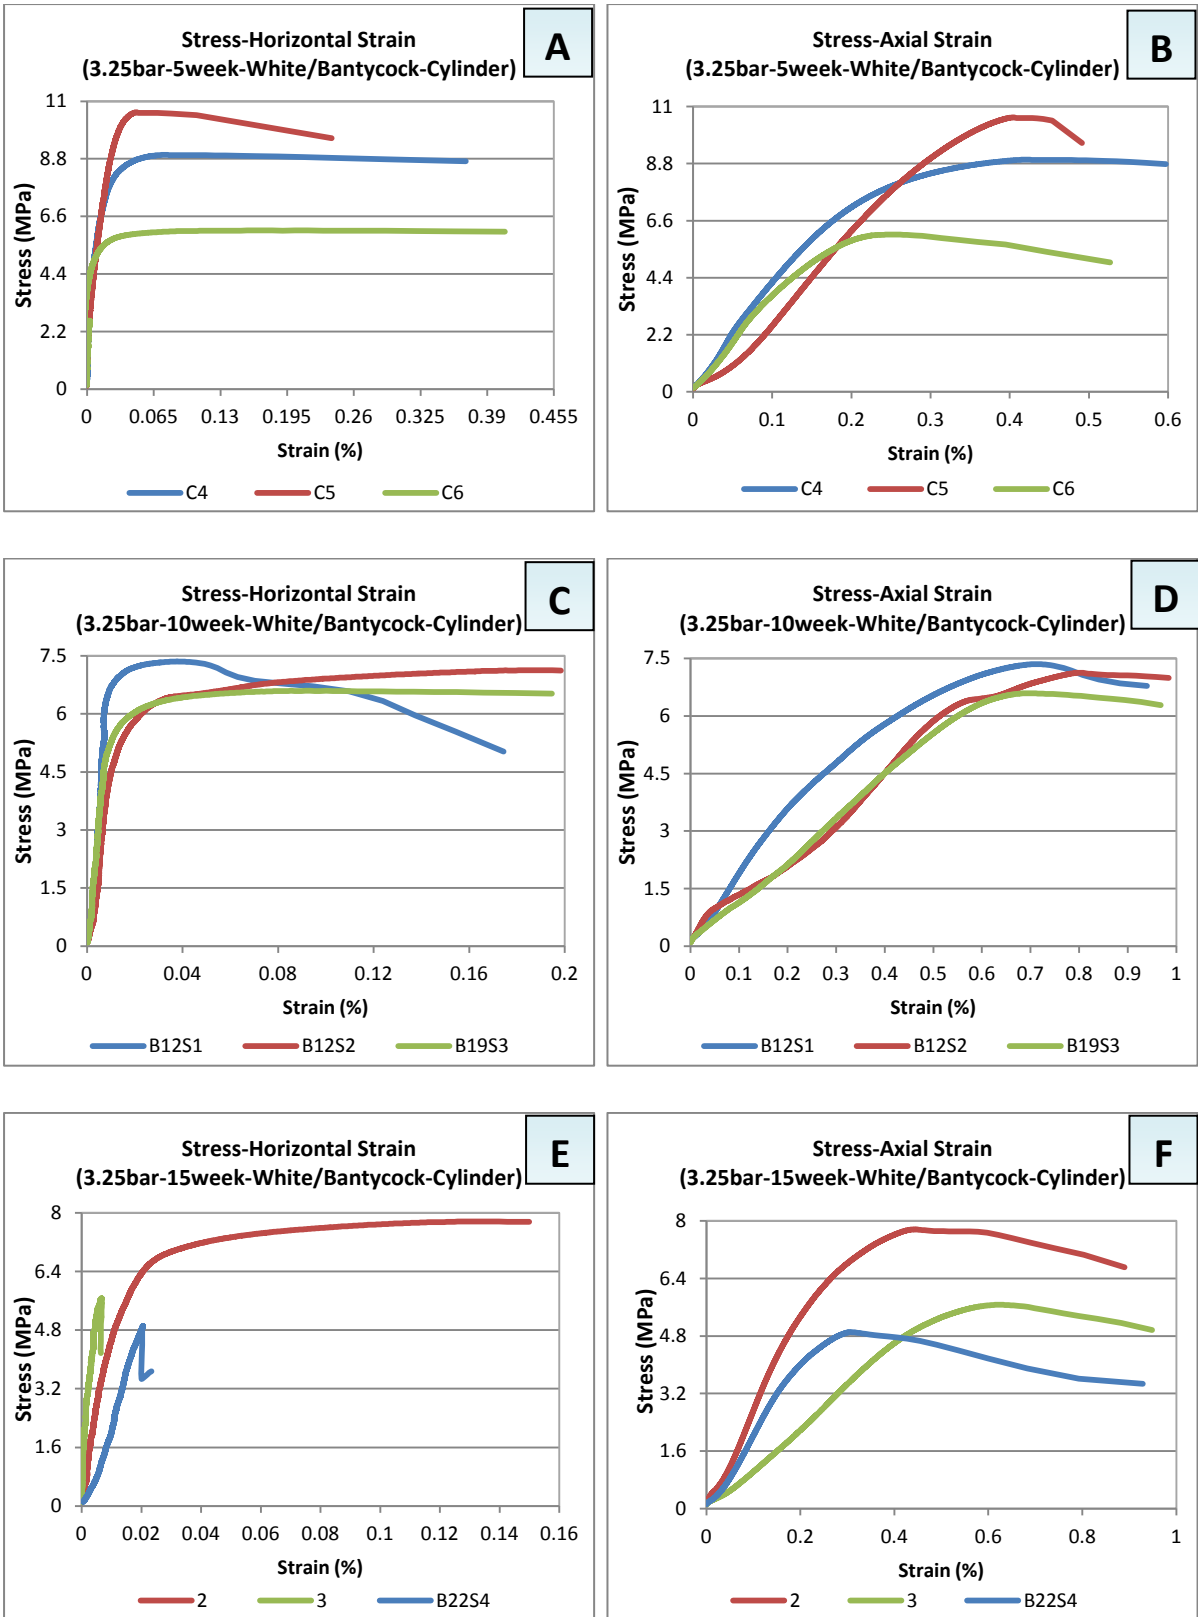 Stress-Horizontal Strain
(3.25bar-5week-White/Bantycock-Cylinder)
A
Stress (MPa)
11
8.8
6.6
4.4
2.2
0
0 0.065 0.13 0.195 0.26 0.325 0.39 0.455
Strain (%)
C4 C5 C6
Stress-Axial Strain
(3.25bar-5week-White/Bantycock-Cylinder)
B
Stress (MPa)
11
8.8
6.6
4.4
2.2
0
0 0.1 0.2 0.3 0.4 0.5 0.6
Strain (%)
C4 C5 C6
Stress-Horizontal Strain
(3.25bar-10week-White/Bantycock-Cylinder)
C
Stress (MPa)
7.5
6
4.5
3
1.5
0
0 0.04 0.08 0.12 0.16 0.2
Strain (%)
B12S1 B12S2 B19S3
Stress-Axial Strain
(3.25bar-10week-White/Bantycock-Cylinder)
D
Stress (MPa)
7.5
6
4.5
3
1.5
0
0 0.1 0.2 0.3 0.4 0.5 0.6 0.7 0.8 0.9 1
Strain (%)
B12S1 B12S2 B19S3
Stress-Horizontal Strain
(3.25bar-15week-White/Bantycock-Cylinder)
E
Stress (MPa)
8
6.4
4.8
3.2
1.6
0
0 0.02 0.04 0.06 0.08 0.1 0.12 0.14 0.16
Strain (%)
2 3 B22S4
Stress-Axial Strain
(3.25bar-15week-White/Bantycock-Cylinder)
F
Stress (MPa)
8
6.4
4.8
3.2
1.6
0
0 0.2 0.4 0.6 0.8 1
Strain (%)
2 3 B22S4